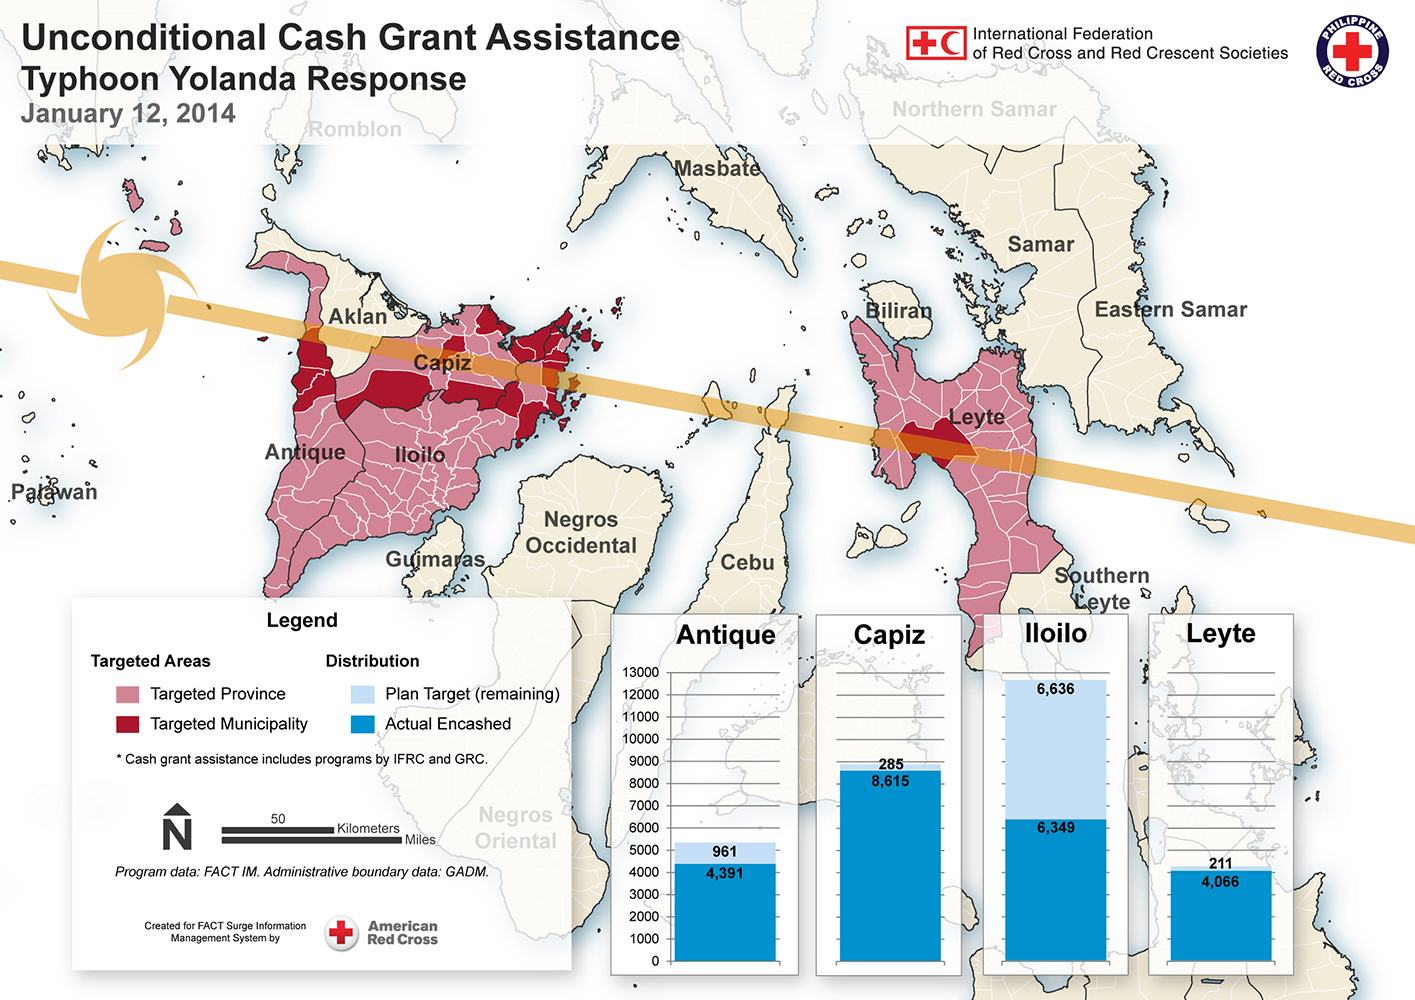 Unconditional Cash Grant Assistance
Typhoon Yolanda Response
January 12, 2014
International Federation
of Red Cross and Red Crescent Societies
PHILIPPINE
RED CROSS
Romblon
Northern Samar
Masbate
Samar
Eastern Samar
Biliran
Aklan
Capiz
Leyte
Antique
Iloilo
Palawan
Negros
Occidental
Guimaras
Cebu
Southern
Leyte
Negros
Oriental
Legend
Targeted Areas
Distribution
Targeted Province
Plan Target (remaining)
Targeted Municipality
Actual Encashed
* Cash grant assistance includes programs by IFRC and GRC.
N
50
Kilometers
Miles
Program data: FACT IM. Administrative boundary data: GADM.
Created for FACT Surge Information
Management System by
American
Red Cross
Antique
13000
12000
11000
10000
9000
8000
7000
6000
5000
4000
3000
2000
1000
0
961
4,391
Capiz
285
8,615
Iloilo
6,636
6,349
Leyte
211
4,066